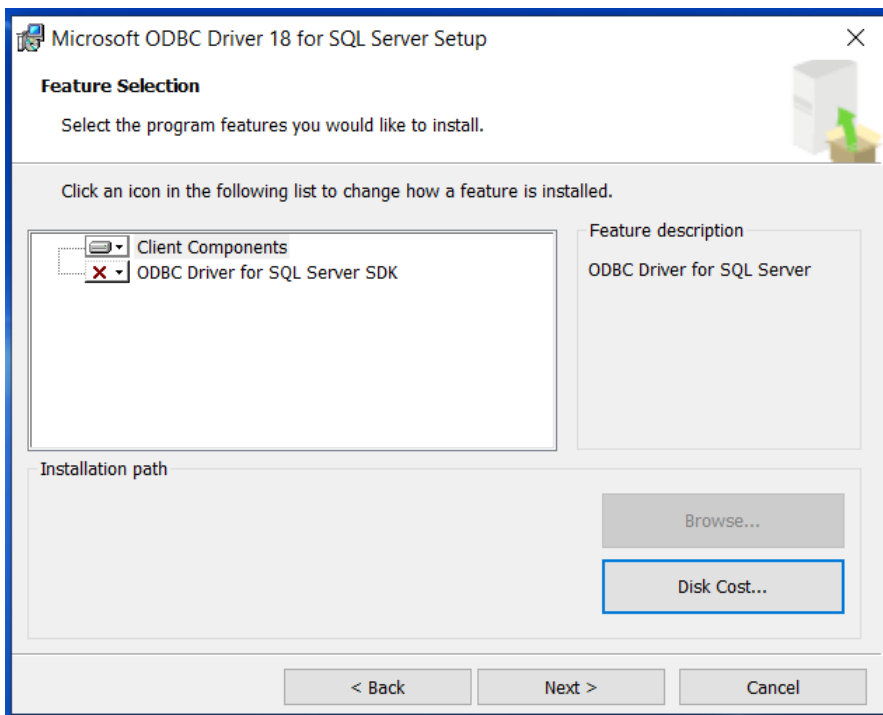 Microsoft ODBC Driver 18 for SQL Server Setup
Feature Selection
Select the program features you would like to install.
Click an icon in the following list to change how a feature is installed.
Client Components
ODBC Driver for SQL Server SDK
Feature description
ODBC Driver for SQL Server
Installation path
Browse...
Disk Cost...
< Back
Next >
Cancel